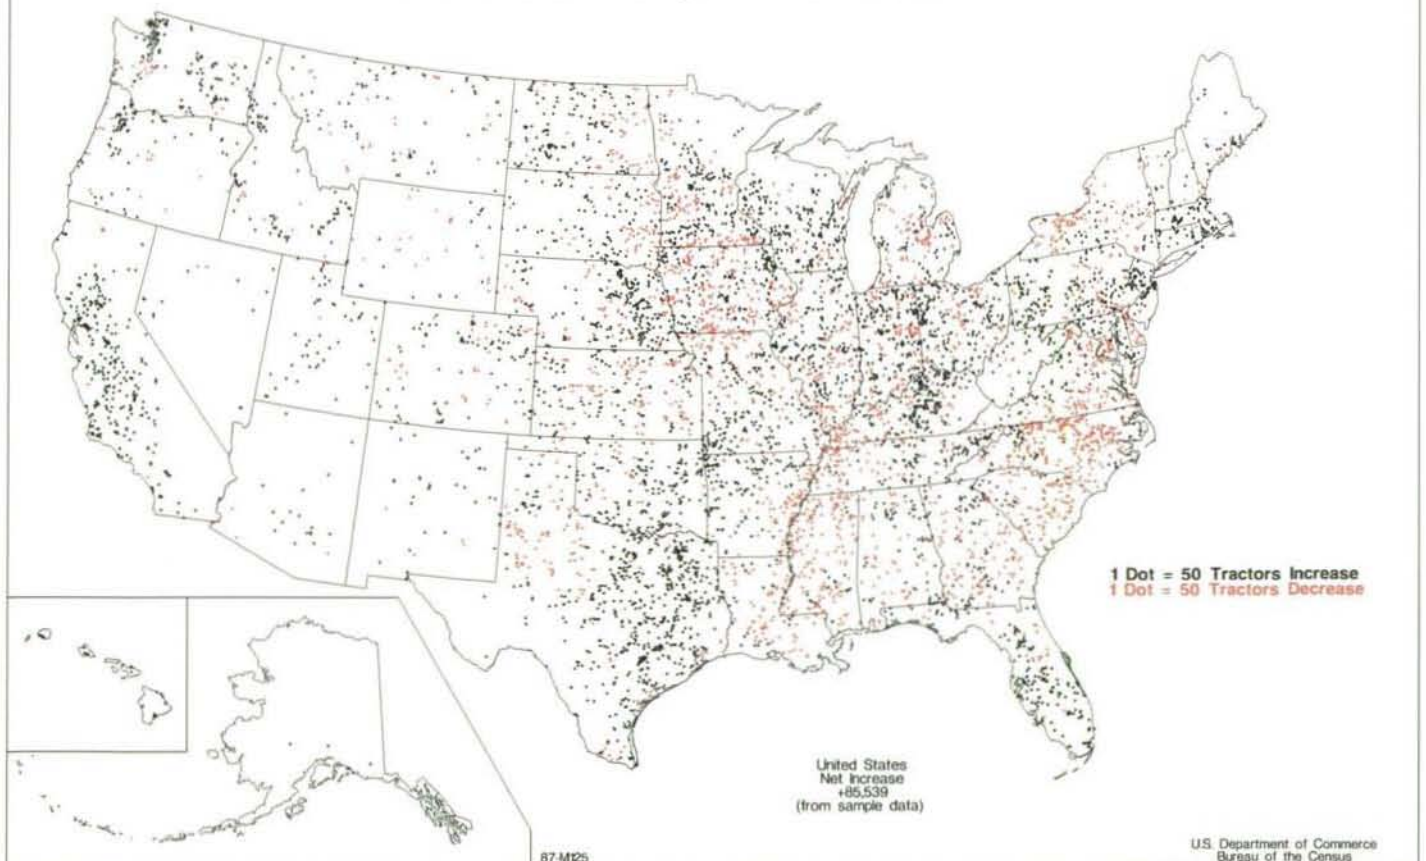 1 Dot = 50 Tractors Increase
1 Dot = 50 Tractors Decrease
United States
Net Increase
+85,539
(from sample data)
87-M125
U.S. Department of Commerce
Bureau of the Census